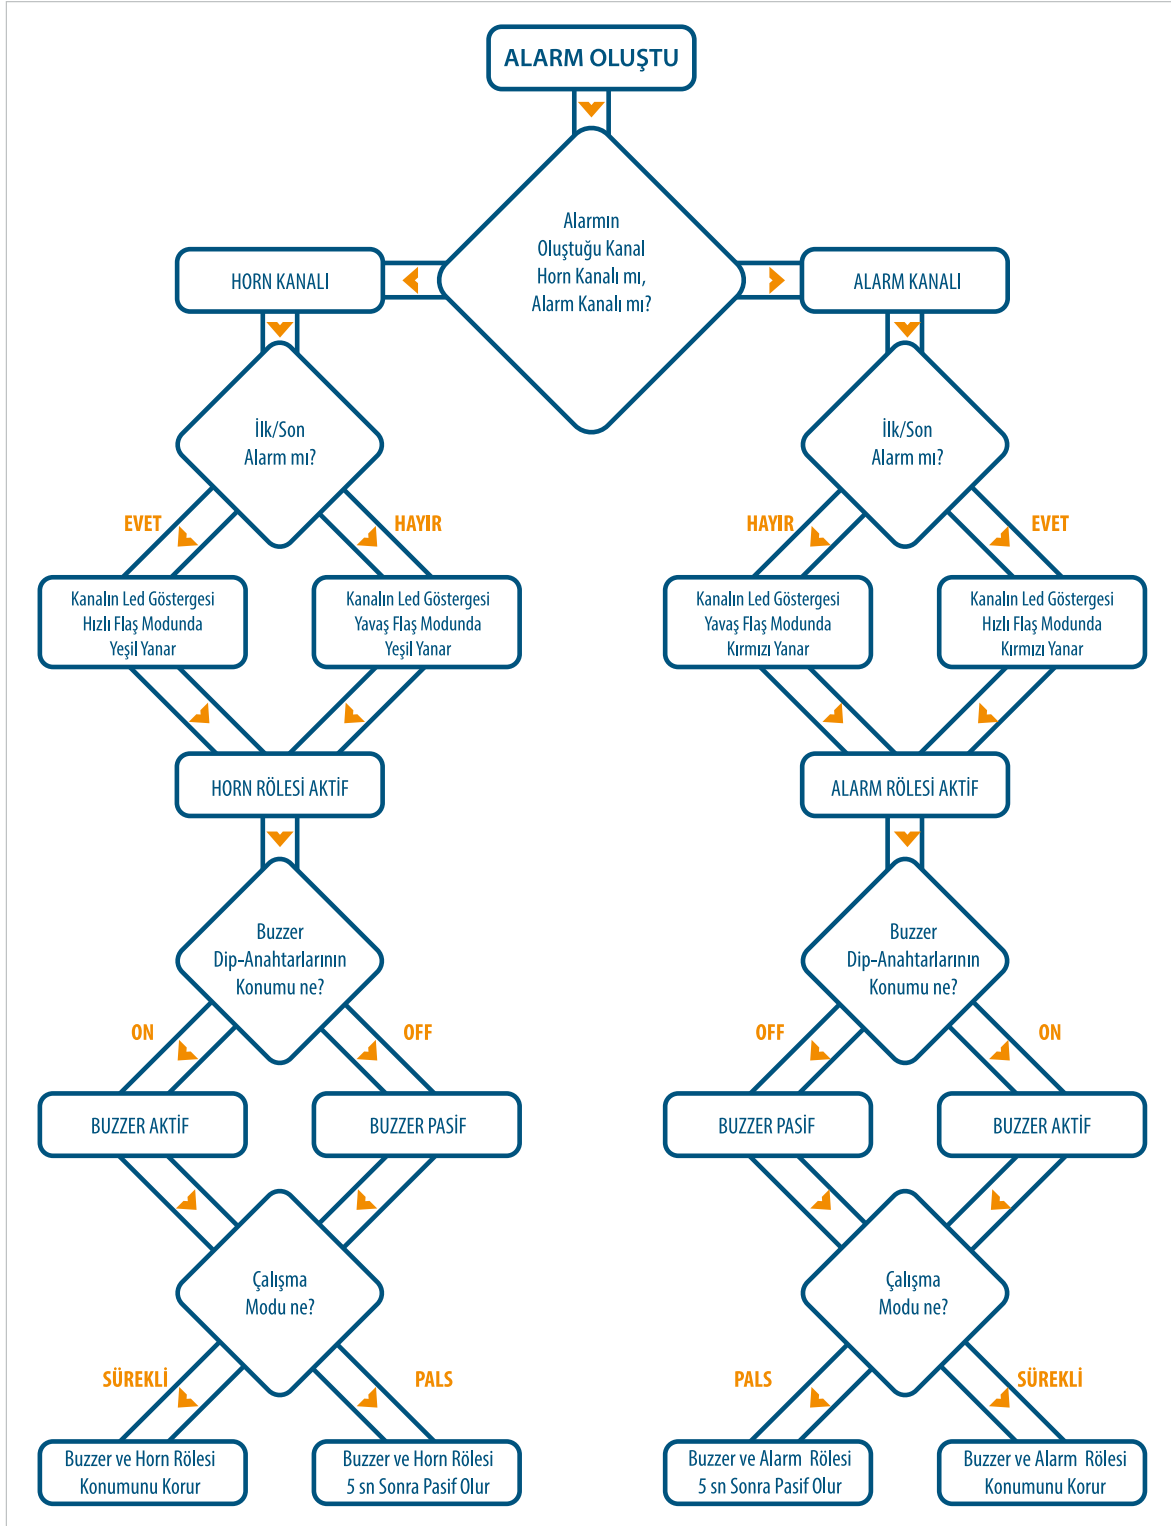 ALARM OLUŞTU
Alarmın
Oluştuğu Kanal
Horn Kanalı mı,
Alarm Kanalı mı?
HORN KANALI
ALARM KANALI
İlk/Son
Alarm mı?
İlk/Son
Alarm mı?
EVET
HAYIR
HAYIR
EVET
Kanalın Led Göstergesi
Hızlı Flaş Modunda
Yeşil Yanar
Kanalın Led Göstergesi
Yavaş Flaş Modunda
Yeşil Yanar
Kanalın Led Göstergesi
Yavaş Flaş Modunda
Kırmızı Yanar
Kanalın Led Göstergesi
Hızlı Flaş Modunda
Kırmızı Yanar
HORN RÖLESİ AKTİF
ALARM RÖLESİ AKTİF
Buzzer
Dip-Anahtarlarının
Konumu ne?
Buzzer
Dip-Anahtarlarının
Konumu ne?
ON
OFF
OFF
ON
BUZZER AKTİF
BUZZER PASİF
BUZZER PASİF
BUZZER AKTİF
Çalışma
Modu ne?
Çalışma
Modu ne?
SÜREKLİ
PALS
PALS
SÜREKLİ
Buzzer ve Horn Rölesi
Konumunu Korur
Buzzer ve Horn Rölesi
5 sn Sonra Pasif Olur
Buzzer ve Alarm Rölesi
5 sn Sonra Pasif Olur
Buzzer ve Alarm Rölesi
Konumunu Korur